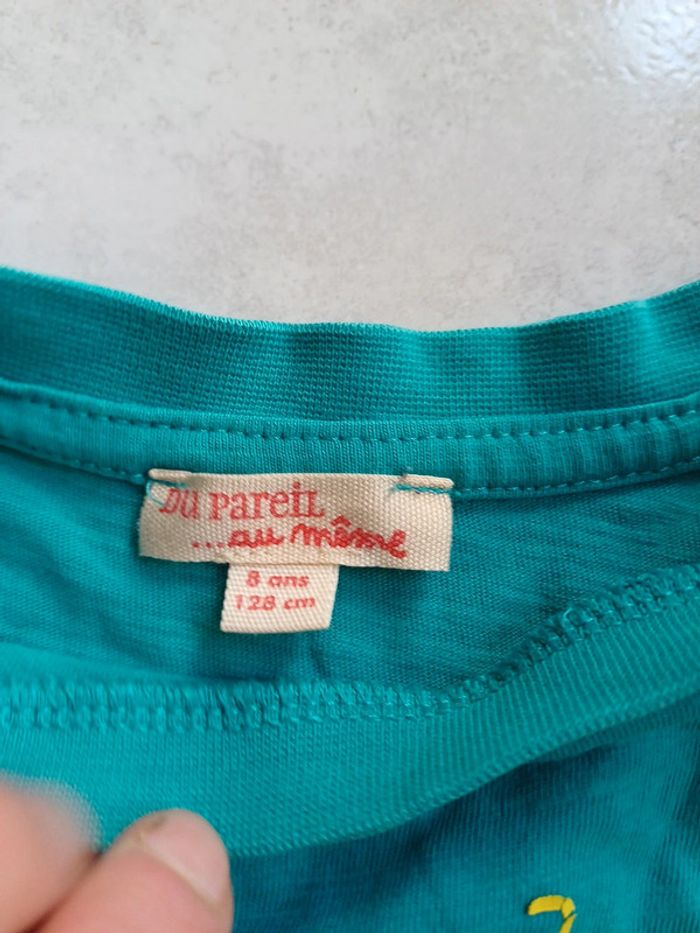 DU PAREIL
...au même
8 ans
128 cm